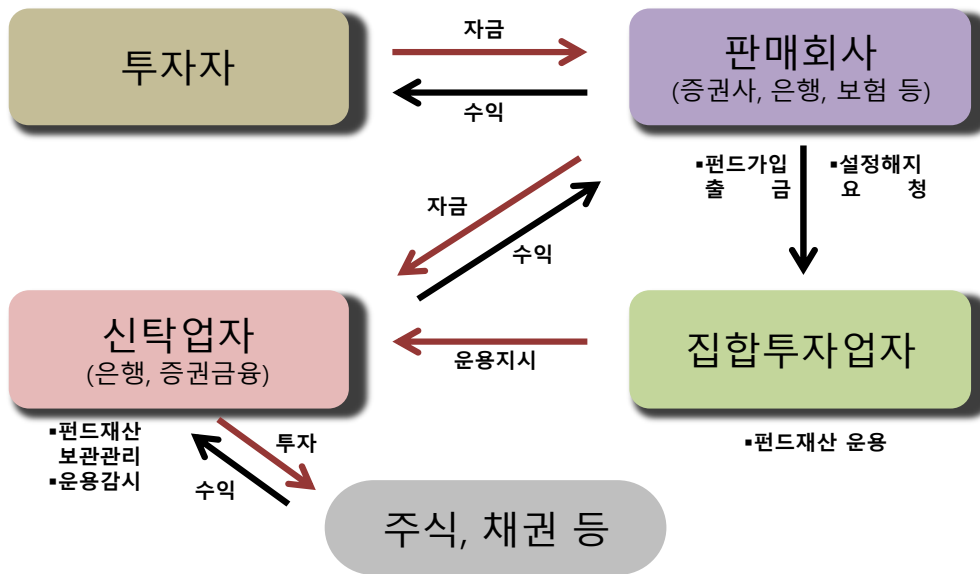 투자자
자금
수익
판매회사
(증권사, 은행, 보험 등)
▪펀드가입
출 금
▪설정해지
요 청
자금
수익
신탁업자
(은행, 증권금융)
운용지시
집합투자업자
▪펀드재산
보관관리
▪운용감시
투자
수익
▪펀드재산 운용
주식, 채권 등